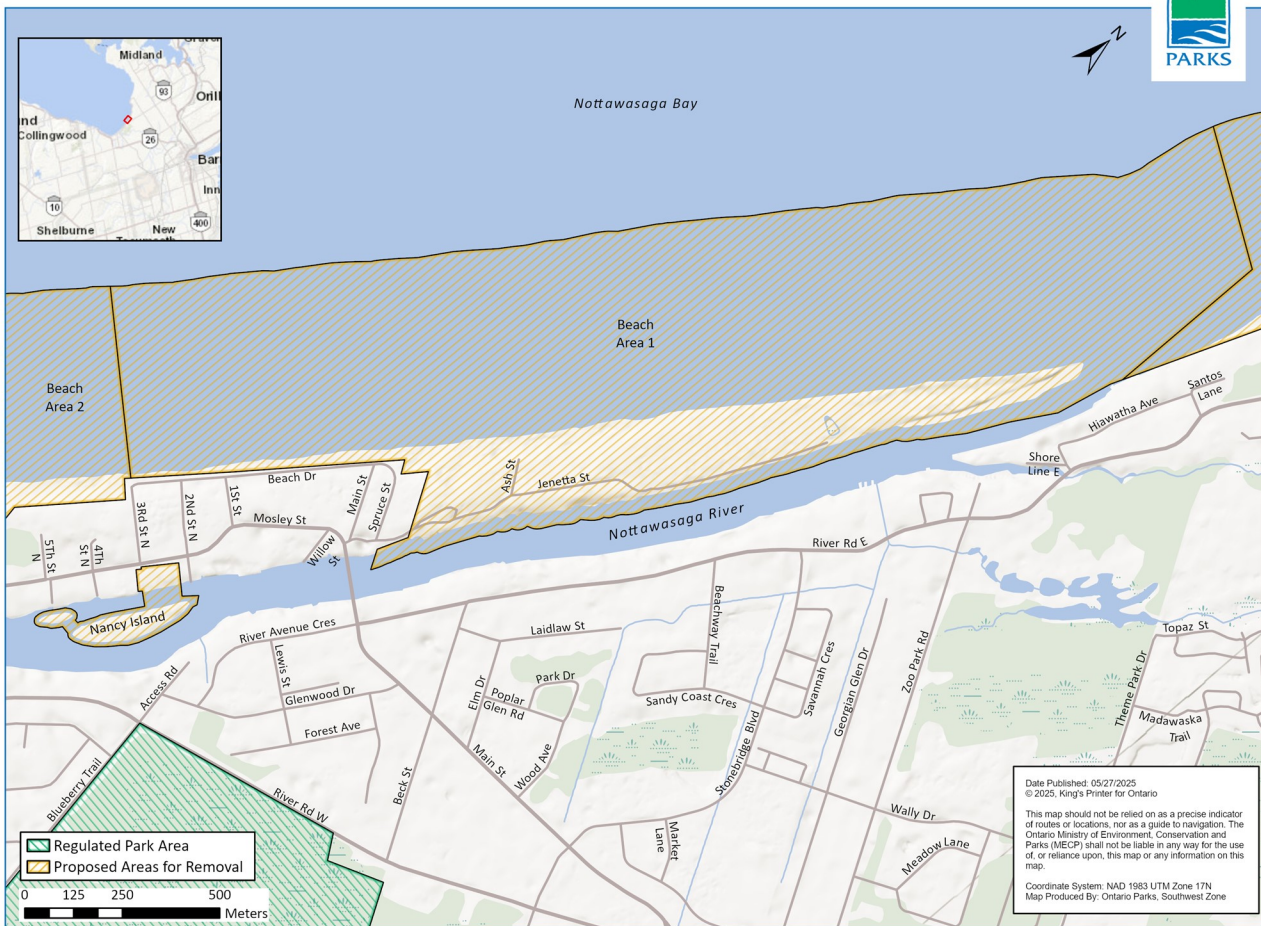 PARKS
N
Midland
93
Orill
Collingwood
26
Bar
Inn
10
400
Shelburne
New
Nottawasaga Bay
Beach
Area 1
Beach
Area 2
Santos
Lane
Hiawatha Ave
Shore
Line E
Ash St
Jenetta St
Beach Dr
Main St
Spruce St
1St St
2Nd St N
3Rd St N
Mosley St
Willow
St
4Th
St N
5Th St
N
Nottawasaga River
River Rd E
Nancy Island
River Avenue Cres
Laidlaw St
Beachway Trail
Lewis St
Access Rd
Glenwood Dr
Elm Dr
Park Dr
Poplar
Glen Rd
Sandy Coast Cres
Savannah Cres
Georgian Glen Dr
Zoo Park Rd
Topaz St
Theme Park Dr
Madawaska
Trail
Forest Ave
Main St
Wood Ave
Stonebridge Blvd
Beck St
Blueberry Trail
River Rd W
Wally Dr
Market
Lane
Meadow Lane
Regulated Park Area
Proposed Areas for Removal
0 125 250 500
Meters
Date Published: 05/27/2025
© 2025, King's Printer for Ontario
This map should not be relied on as a precise indicator
of routes or locations, nor as a guide to navigation. The
Ontario Ministry of Environment, Conservation and
Parks (MECP) shall not be liable in any way for the use
of, or reliance upon, this map or any information on this
map.
Coordinate System: NAD 1983 UTM Zone 17N
Map Produced By: Ontario Parks, Southwest Zone